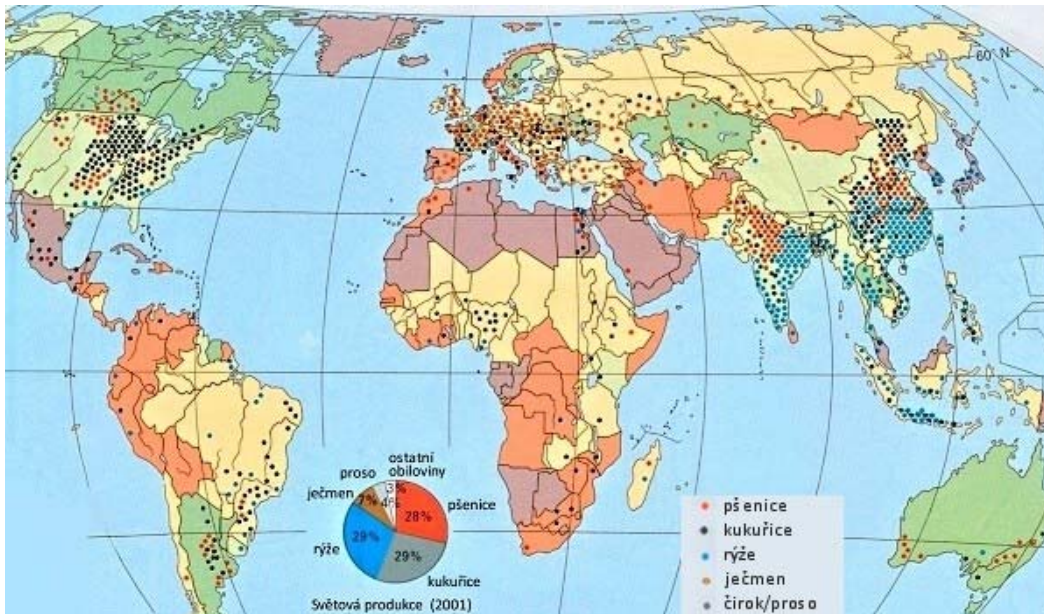 60° N
ostatní
obiloviny
proso
3%
ječmen
7%
4%
pšenice
28%
rýže
29%
29%
kukuřice
Světová produkce (2001)
pšenice
kukuřice
rýže
ječmen
čirok/proso